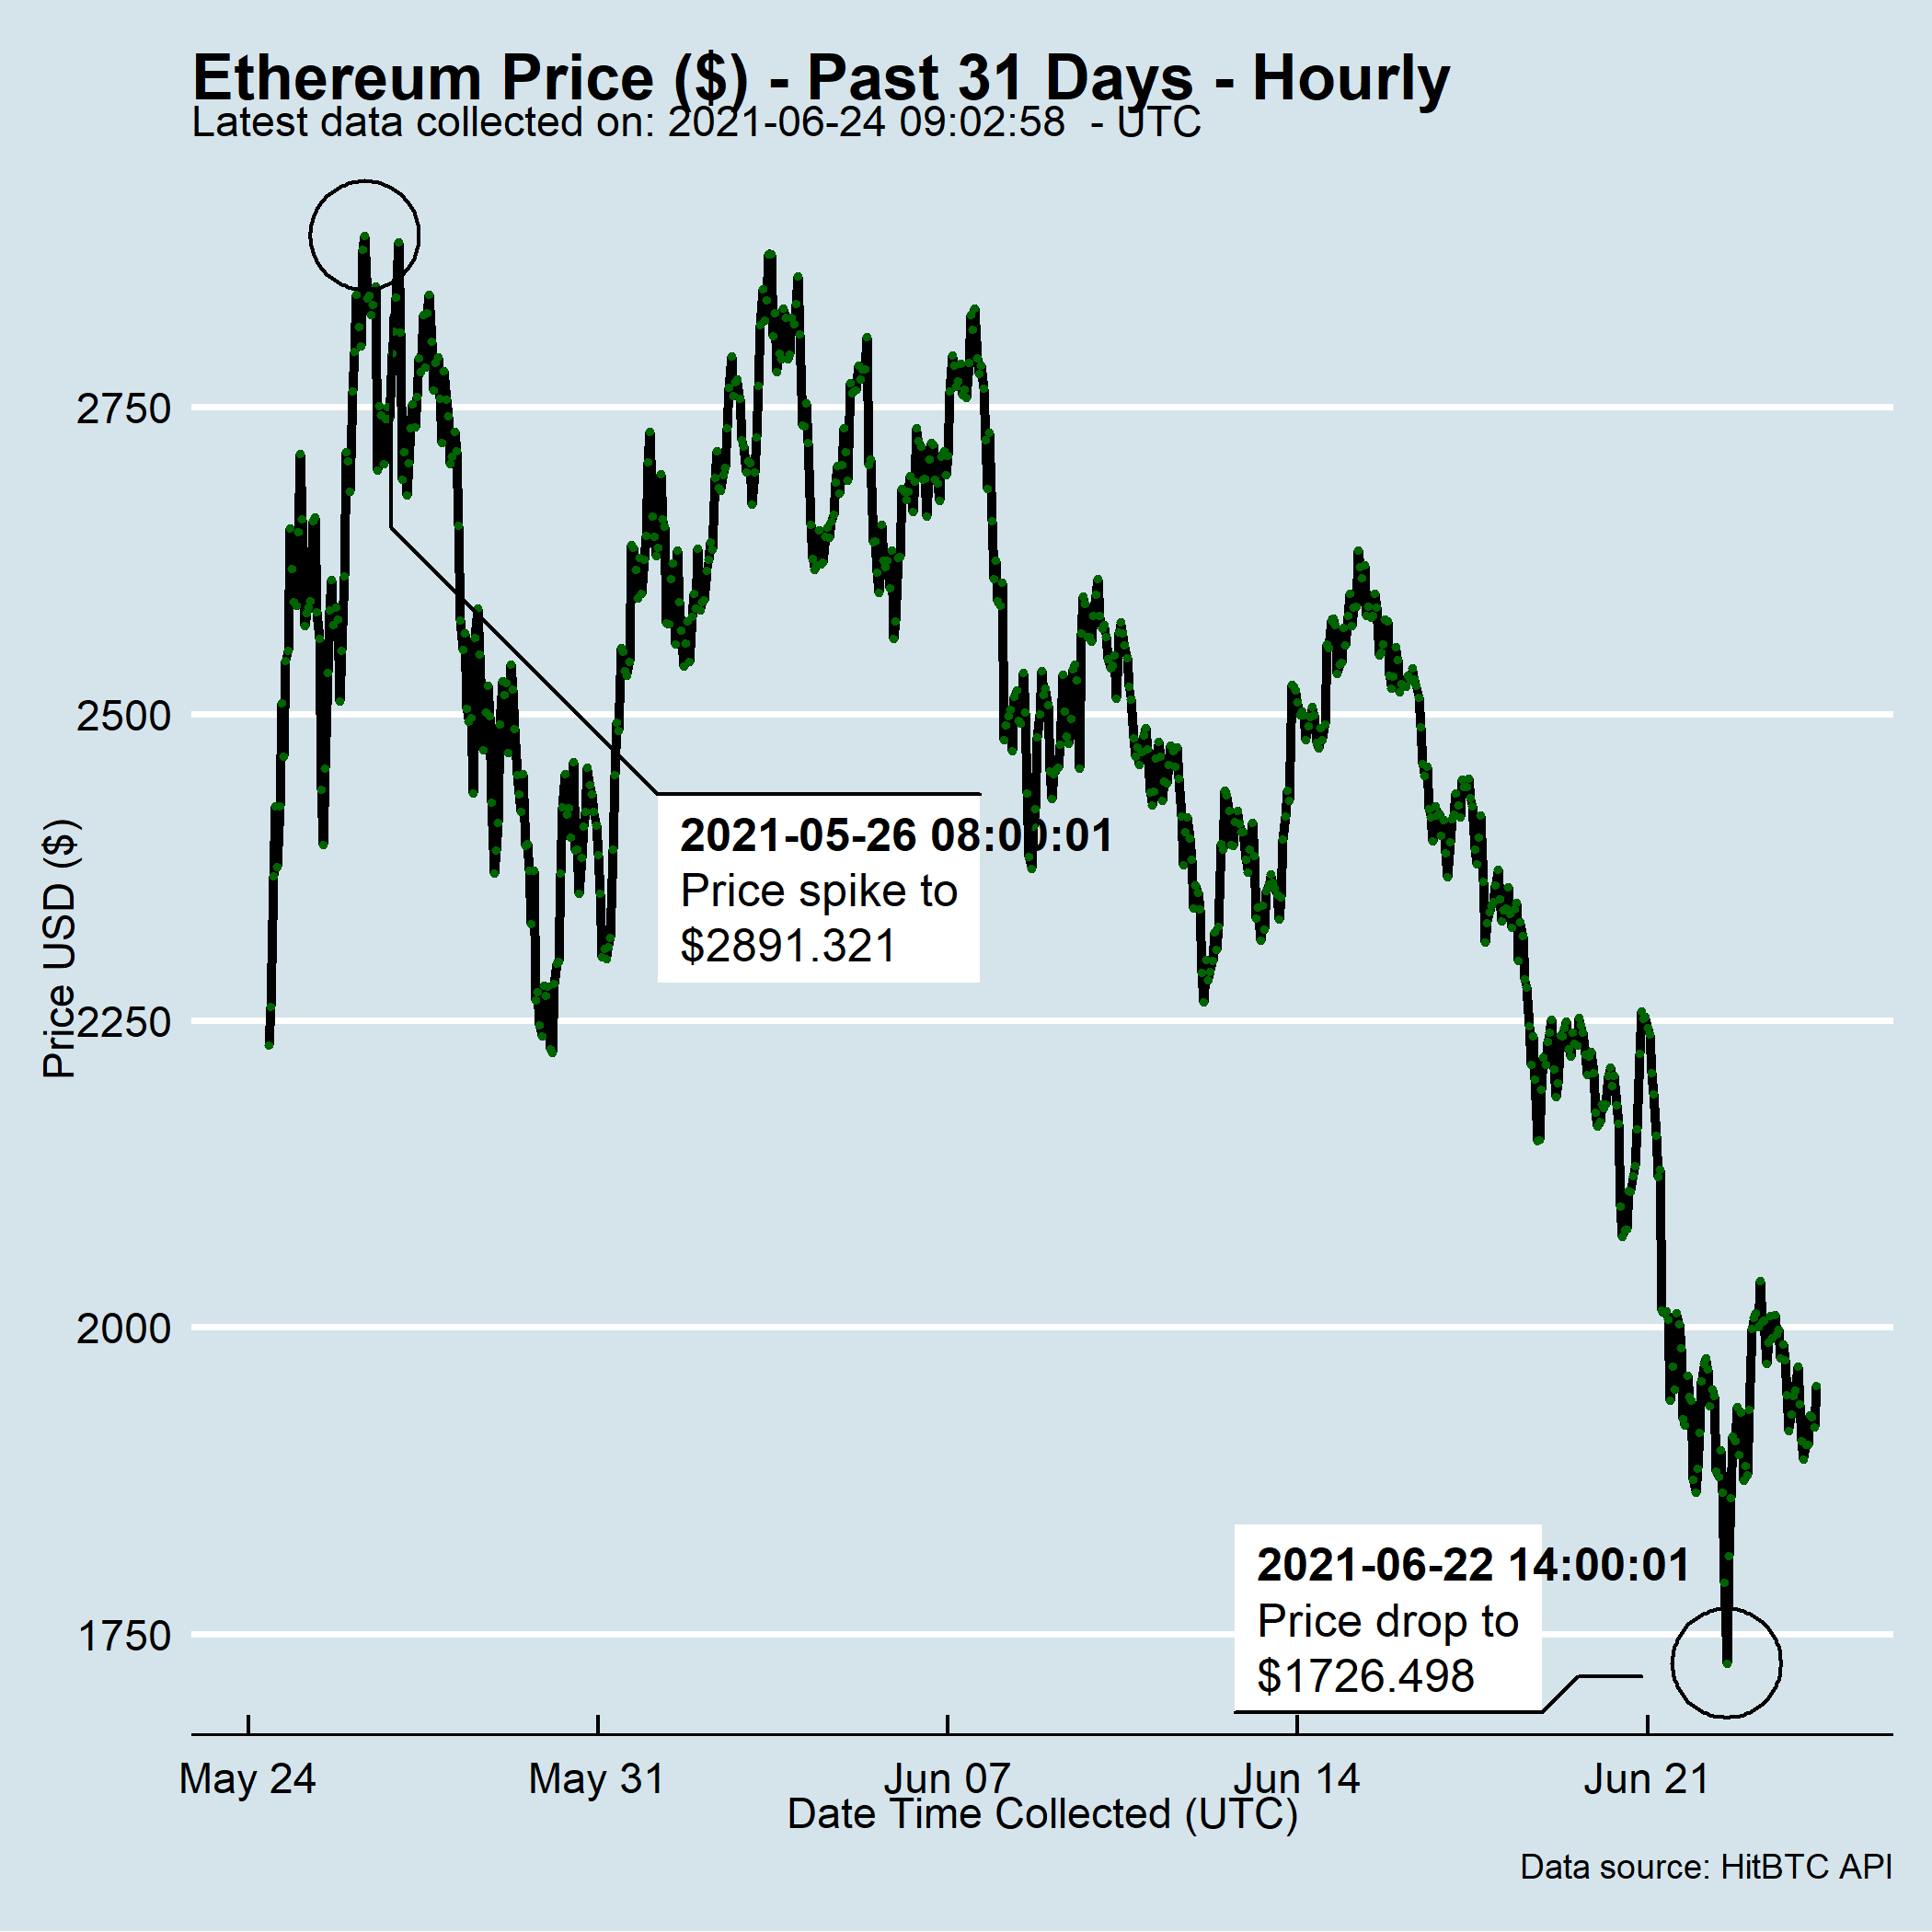 Ethereum Price ($) - Past 31 Days - Hourly
Latest data collected on: 2021-06-24 09:02:58  - UTC
Price USD ($)
2750
2500
2250
2000
1750
2021-05-26 08:00:01
Price spike to
$2891.321
2021-06-22 14:00:01
Price drop to
$1726.498
May 24
May 31
Jun 07
Jun 14
Jun 21
Date Time Collected (UTC)
Data source: HitBTC API